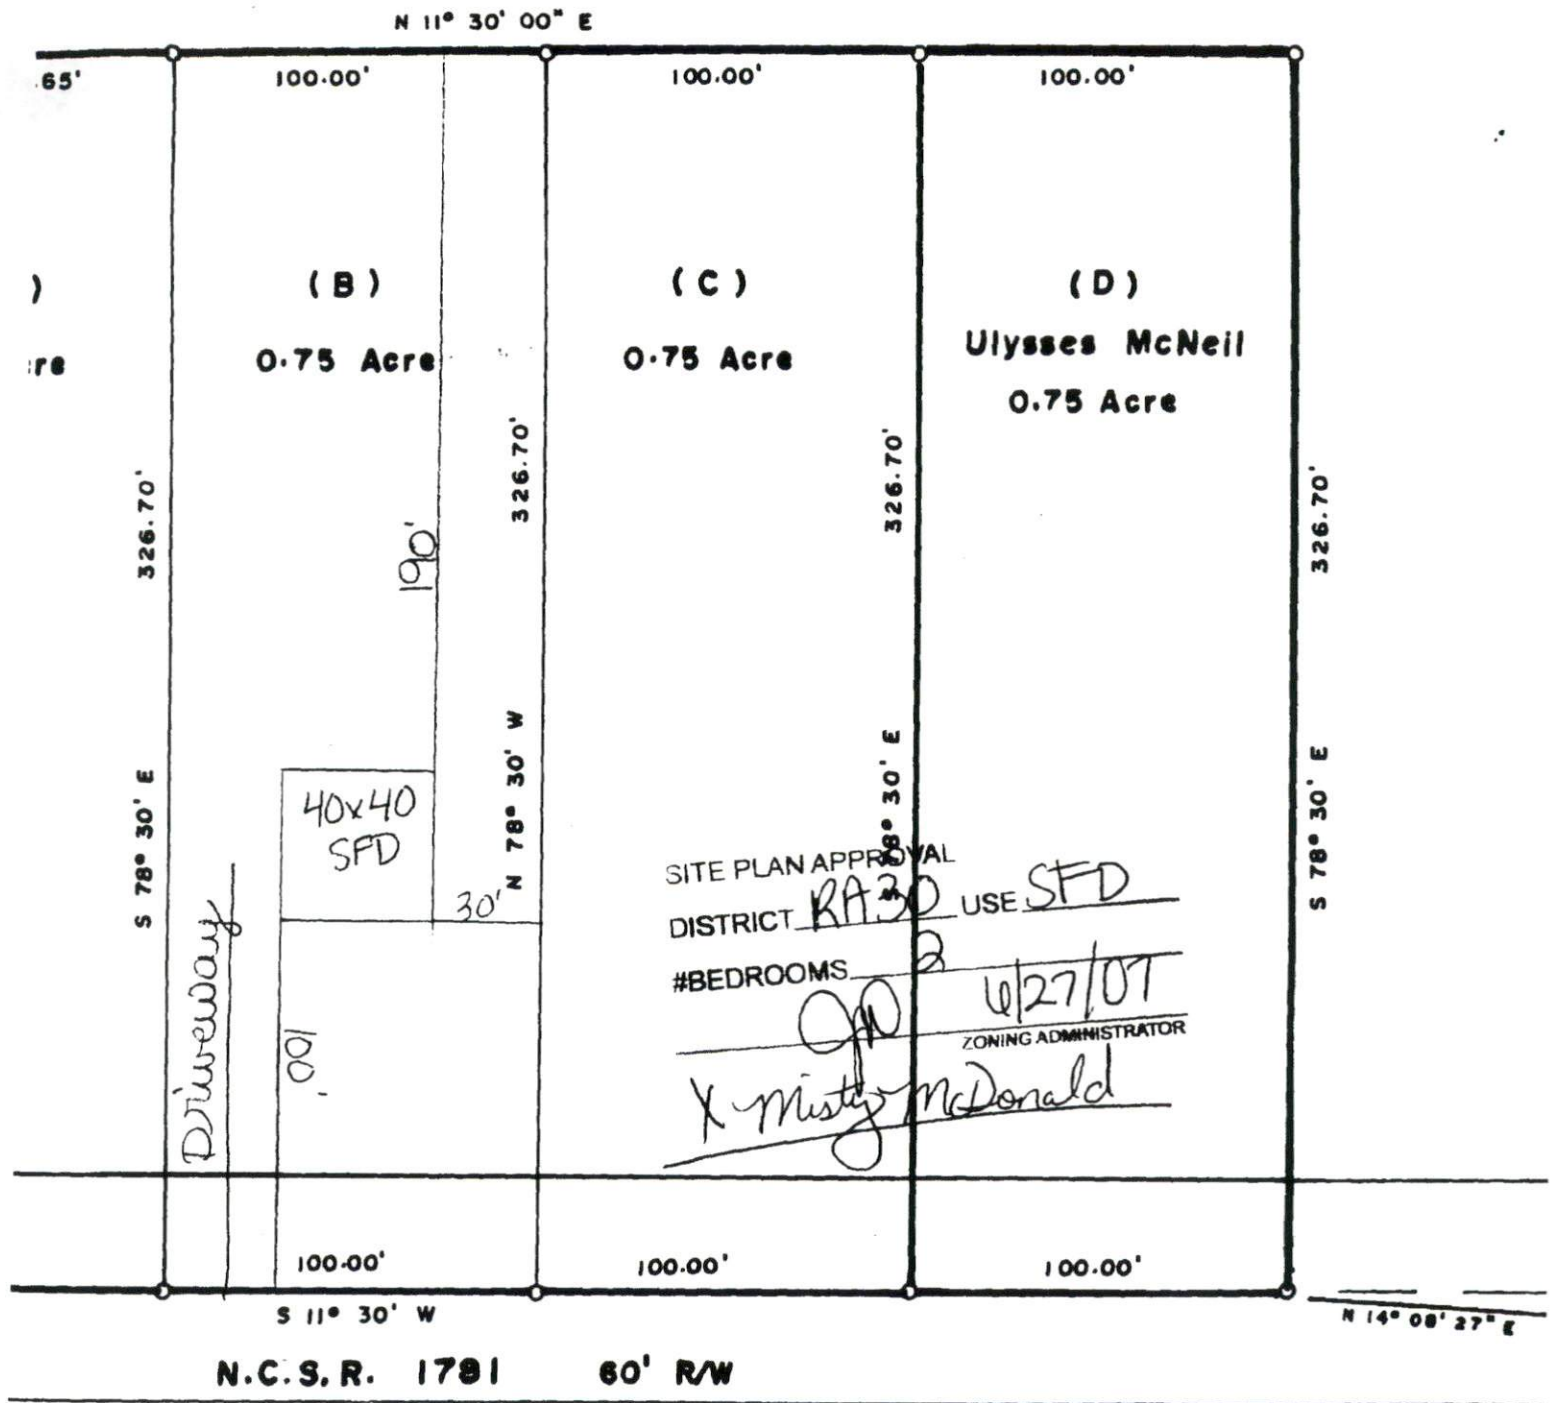 N 11° 30' 00" E
.65'
100.00'
100.00'
100.00'
)
(B)
(C)
(D)
re
0.75 Acre
0.75 Acre
Ulysses McNeil
0.75 Acre
326.70'
326.70'
326.70'
326.70'
190'
S 78° 30' E
N 78° 30' W
S 78° 30' E
S 78° 30' E
40x40
SFD
30'
Driveway
100'
SITE PLAN APPROVAL
DISTRICT RA30 USE SFD
#BEDROOMS 2
6/27/07
ZONING ADMINISTRATOR
X Misty McDonald
100.00'
100.00'
100.00'
S 11° 30' W
N 14° 08' 27" E
N.C.S.R. 1781 60' R/W